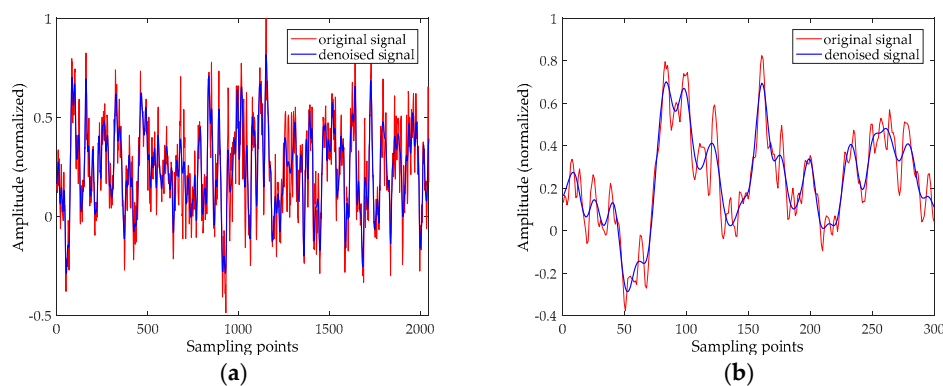 original signal
denoised signal
Amplitude (normalized)
1
0.5
0
-0.5
0
500
1000
1500
2000
Sampling points
(a)
original signal
denoised signal
Amplitude (normalized)
1
0.8
0.6
0.4
0.2
0
-0.2
-0.4
0
50
100
150
200
250
300
Sampling points
(b)